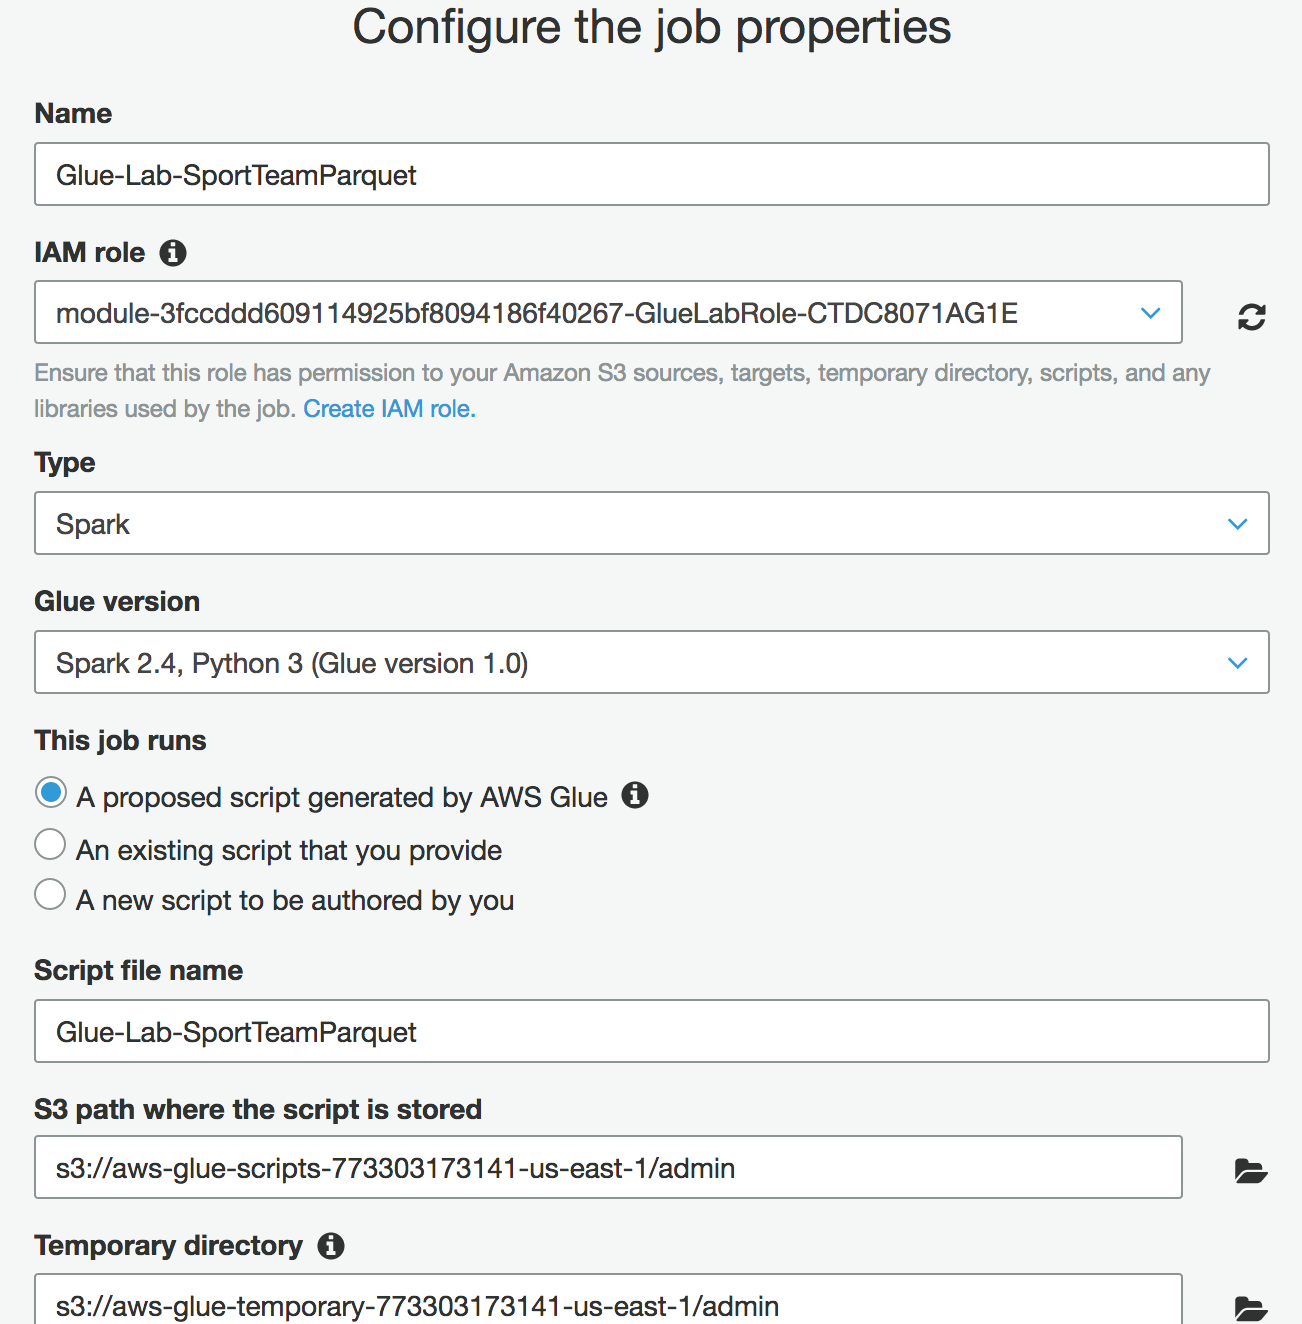 Configure the job properties
Name
Glue-Lab-SportTeamParquet
IAM role
module-3fccddd609114925bf8094186f40267-GlueLabRole-CTDC8071AG1E
Ensure that this role has permission to your Amazon S3 sources, targets, temporary directory, scripts, and any
libraries used by the job. Create IAM role.
Type
Spark
Glue version
Spark 2.4, Python 3 (Glue version 1.0)
This job runs
A proposed script generated by AWS Glue
An existing script that you provide
A new script to be authored by you
Script file name
Glue-Lab-SportTeamParquet
S3 path where the script is stored
s3://aws-glue-scripts-773303173141-us-east-1/admin
Temporary directory
s3://aws-glue-temporary-773303173141-us-east-1/admin